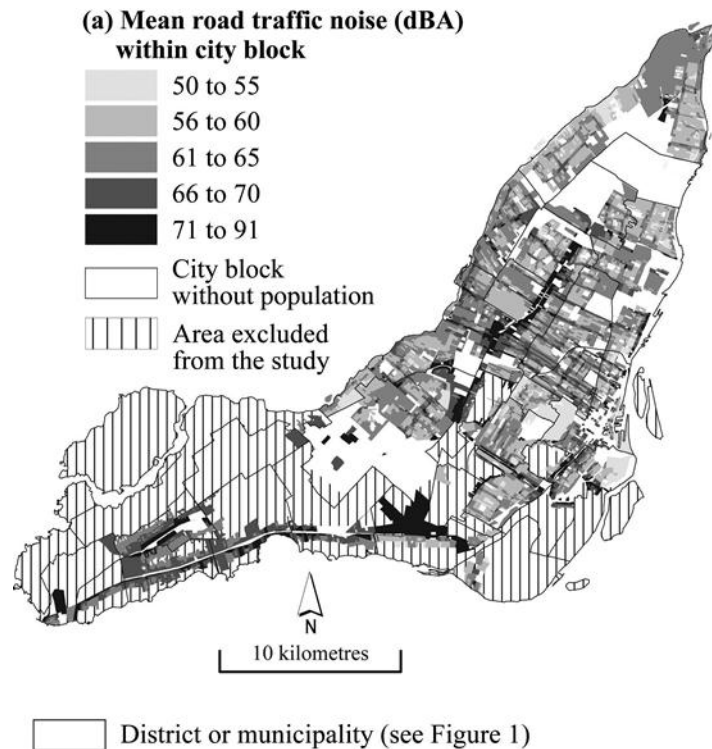 (a) Mean road traffic noise (dBA)
within city block
50 to 55
56 to 60
61 to 65
66 to 70
71 to 91
City block
without population
Area excluded
from the study
N
10 kilometres
District or municipality (see Figure 1)